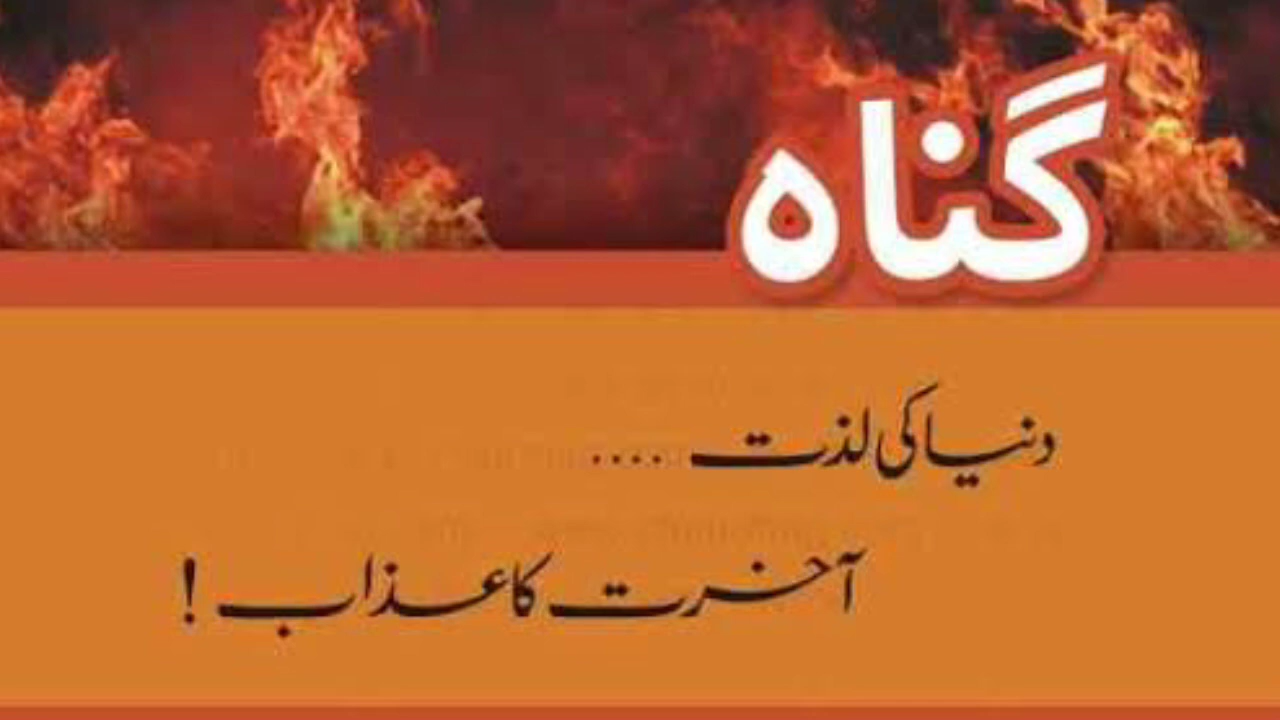 گناہ
دنیا کی لذت ....
آخرت کا عذاب !